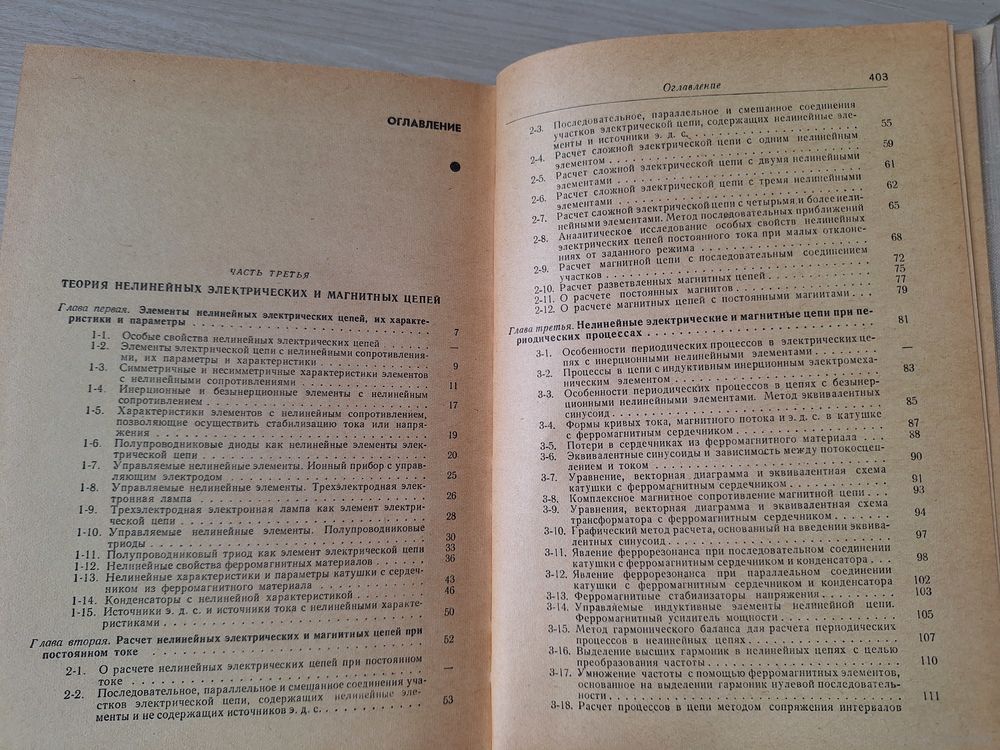 ОГЛАВЛЕНИЕ
ЧАСТЬ ТРЕТЬЯ
ТЕОРИЯ НЕЛИНЕЙНЫХ ЭЛЕКТРИЧЕСКИХ И МАГНИТНЫХ ЦЕПЕЙ
Глава первая. Элементы нелинейных электрических цепей, их характе-
ристики и параметры . . . . . 7
1-1. Особые свойства нелинейных электрических цепей . . . . . —
1-2. Элементы электрической цепи с нелинейными сопротивления-
ми, их параметры и характеристики . . . . . 9
1-3. Симметричные и несимметричные характеристики элементов
с нелинейными сопротивлениями . . . . . 11
1-4. Инерционные и безынерционные элементы с нелинейным
сопротивлением . . . . . 17
1-5. Характеристики элементов с нелинейным сопротивлением,
позволяющие осуществить стабилизацию тока или напря-
жения . . . . . 19
1-6. Полупроводниковые диоды как нелинейные элементы элек-
трической цепи . . . . . 20
1-7. Управляемые нелинейные элементы. Ионный прибор с управ-
ляющим электродом . . . . . 25
1-8. Управляемые нелинейные элементы. Трехэлектродная элек-
тронная лампа . . . . . 26
1-9. Трехэлектродная электронная лампа как элемент электри-
ческой цепи . . . . . 28
1-10. Управляемые нелинейные элементы. Полупроводниковые
триоды . . . . . 30
1-11. Полупроводниковый триод как элемент электрической цепи 33
1-12. Нелинейные свойства ферромагнитных материалов . . . . . 36
1-13. Нелинейные характеристики и параметры катушки с сердеч-
ником из ферромагнитного материала . . . . . 43
1-14. Конденсаторы с нелинейной характеристикой . . . . . 46
1-15. Источники э. д. с. и источники тока с нелинейными характе-
ристиками . . . . . 50
Глава вторая. Расчет нелинейных электрических и магнитных цепей при
постоянном токе . . . . . 52
2-1. О расчете нелинейных электрических цепей при постоянном
токе . . . . . —
2-2. Последовательное, параллельное и смешанное соединения уча-
стков электрической цепи, содержащих нелинейные эле-
менты и не содержащих источников э. д. с. . . . . . 53
Оглавление 403
2-3. Последовательное, параллельное и смешанное соединения
участков электрической цепи, содержащих нелинейные эле-
менты и источники э. д. с. . . . . . 55
2-4. Расчет сложной электрической цепи с одним нелинейным
элементом . . . . . 59
2-5. Расчет сложной электрической цепи с двумя нелинейными
элементами . . . . . 61
2-6. Расчет сложной электрической цепи с тремя нелинейными
элементами . . . . . 62
2-7. Расчет сложной электрической цепи с четырьмя и более нели-
нейными элементами. Метод последовательных приближений 65
2-8. Аналитическое исследование особых свойств нелинейных
электрических цепей постоянного тока при малых отклоне-
ниях от заданного режима . . . . . 68
2-9. Расчет магнитной цепи с последовательным соединением
участков . . . . . 72
2-10. Расчет разветвленных магнитных цепей . . . . . 75
2-11. О расчете постоянных магнитов . . . . . 77
2-12. О расчете магнитных цепей с постоянными магнитами . . . . 79
Глава третья. Нелинейные электрические и магнитные цепи при пе-
риодических процессах . . . . . 81
3-1. Особенности периодических процессов в электрических це-
пях с инерционными нелинейными элементами . . . . . —
3-2. Процессы в цепи с индуктивным инерционным электромеха-
ническим элементом . . . . . 83
3-3. Особенности периодических процессов в цепях с безынер-
ционными нелинейными элементами. Метод эквивалентных
синусоид . . . . . 85
3-4. Формы кривых тока, магнитного потока и э. д. с. в катушке
с ферромагнитным сердечником . . . . . 87
3-5. Потери в сердечниках из ферромагнитного материала . . . 88
3-6. Эквивалентные синусоиды и зависимость между потокосцеп-
лением и током . . . . . 90
3-7. Уравнение, векторная диаграмма и эквивалентная схема
катушки с ферромагнитным сердечником . . . . . 91
3-8. Комплексное магнитное сопротивление магнитной цепи . . . 93
3-9. Уравнения, векторная диаграмма и эквивалентная схема
трансформатора с ферромагнитным сердечником . . . . . 94
3-10. Графический метод расчета, основанный на введении эквива-
лентных синусоид . . . . . 97
3-11. Явление феррорезонанса при последовательном соединении
катушки с ферромагнитным сердечником и конденсатора . . . 98
3-12. Явление феррорезонанса при параллельном соединении
катушки с ферромагнитным сердечником и конденсатора 102
3-13. Ферромагнитные стабилизаторы напряжения . . . . . 103
3-14. Управляемые индуктивные элементы нелинейной цепи.
Ферромагнитный усилитель мощности . . . . . 105
3-15. Метод гармонического баланса для расчета периодических
процессов в нелинейных цепях . . . . . 107
3-16. Выделение высших гармоник в нелинейных цепях с целью
преобразования частоты . . . . . 110
3-17. Умножение частоты с помощью ферромагнитных элементов,
основанное на выделении гармоник нулевой последователь-
ности . . . . . 111
3-18. Расчет процессов в цепи методом сопряжения интервалов